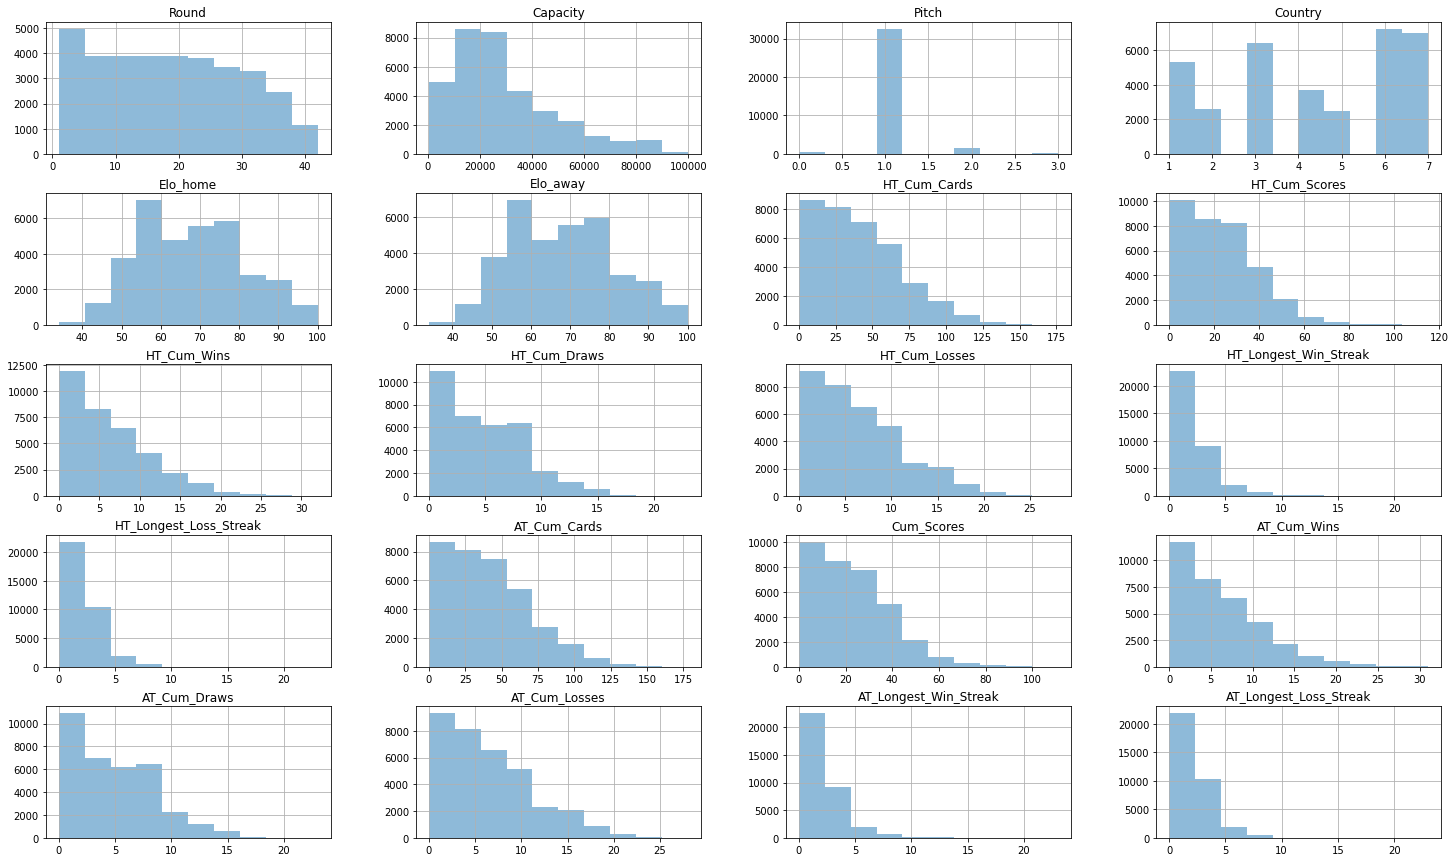 Round
5000
4000
3000
2000
1000
0
0 10 20 30 40
Capacity
8000
6000
4000
2000
0
0 20000 40000 60000 80000 100000
Pitch
30000
20000
10000
0
0.0 0.5 1.0 1.5 2.0 2.5 3.0
Country
6000
4000
2000
0
1 2 3 4 5 6 7
Elo_home
6000
4000
2000
0
40 50 60 70 80 90 100
Elo_away
6000
4000
2000
0
40 50 60 70 80 90 100
HT_Cum_Cards
8000
6000
4000
2000
0
25 50 75 100 125 150 175
HT_Cum_Scores
10000
8000
6000
4000
2000
0
0 20 40 60 80 100 120
HT_Cum_Wins
12500
10000
7500
5000
2500
0
0 5 10 15 20 25 30
HT_Cum_Draws
10000
8000
6000
4000
2000
0
0 5 10 15 20
HT_Cum_Losses
8000
6000
4000
2000
0
0 5 10 15 20 25
HT_Longest_Win_Streak
20000
15000
10000
5000
0
0 5 10 15 20
HT_Longest_Loss_Streak
20000
15000
10000
5000
0
0 5 10 15 20
AT_Cum_Cards
8000
6000
4000
2000
0
0 25 50 75 100 125 150 175
Cum_Scores
10000
8000
6000
4000
2000
0
0 20 40 60 80 100
AT_Cum_Wins
10000
7500
5000
2500
0
0 5 10 15 20 25 30
AT_Cum_Draws
10000
8000
6000
4000
2000
0
0 5 10 15 20
AT_Cum_Losses
8000
6000
4000
2000
0
0 5 10 15 20 25
AT_Longest_Win_Streak
20000
15000
10000
5000
0
0 5 10 15 20
AT_Longest_Loss_Streak
20000
15000
10000
5000
0
0 5 10 15 20